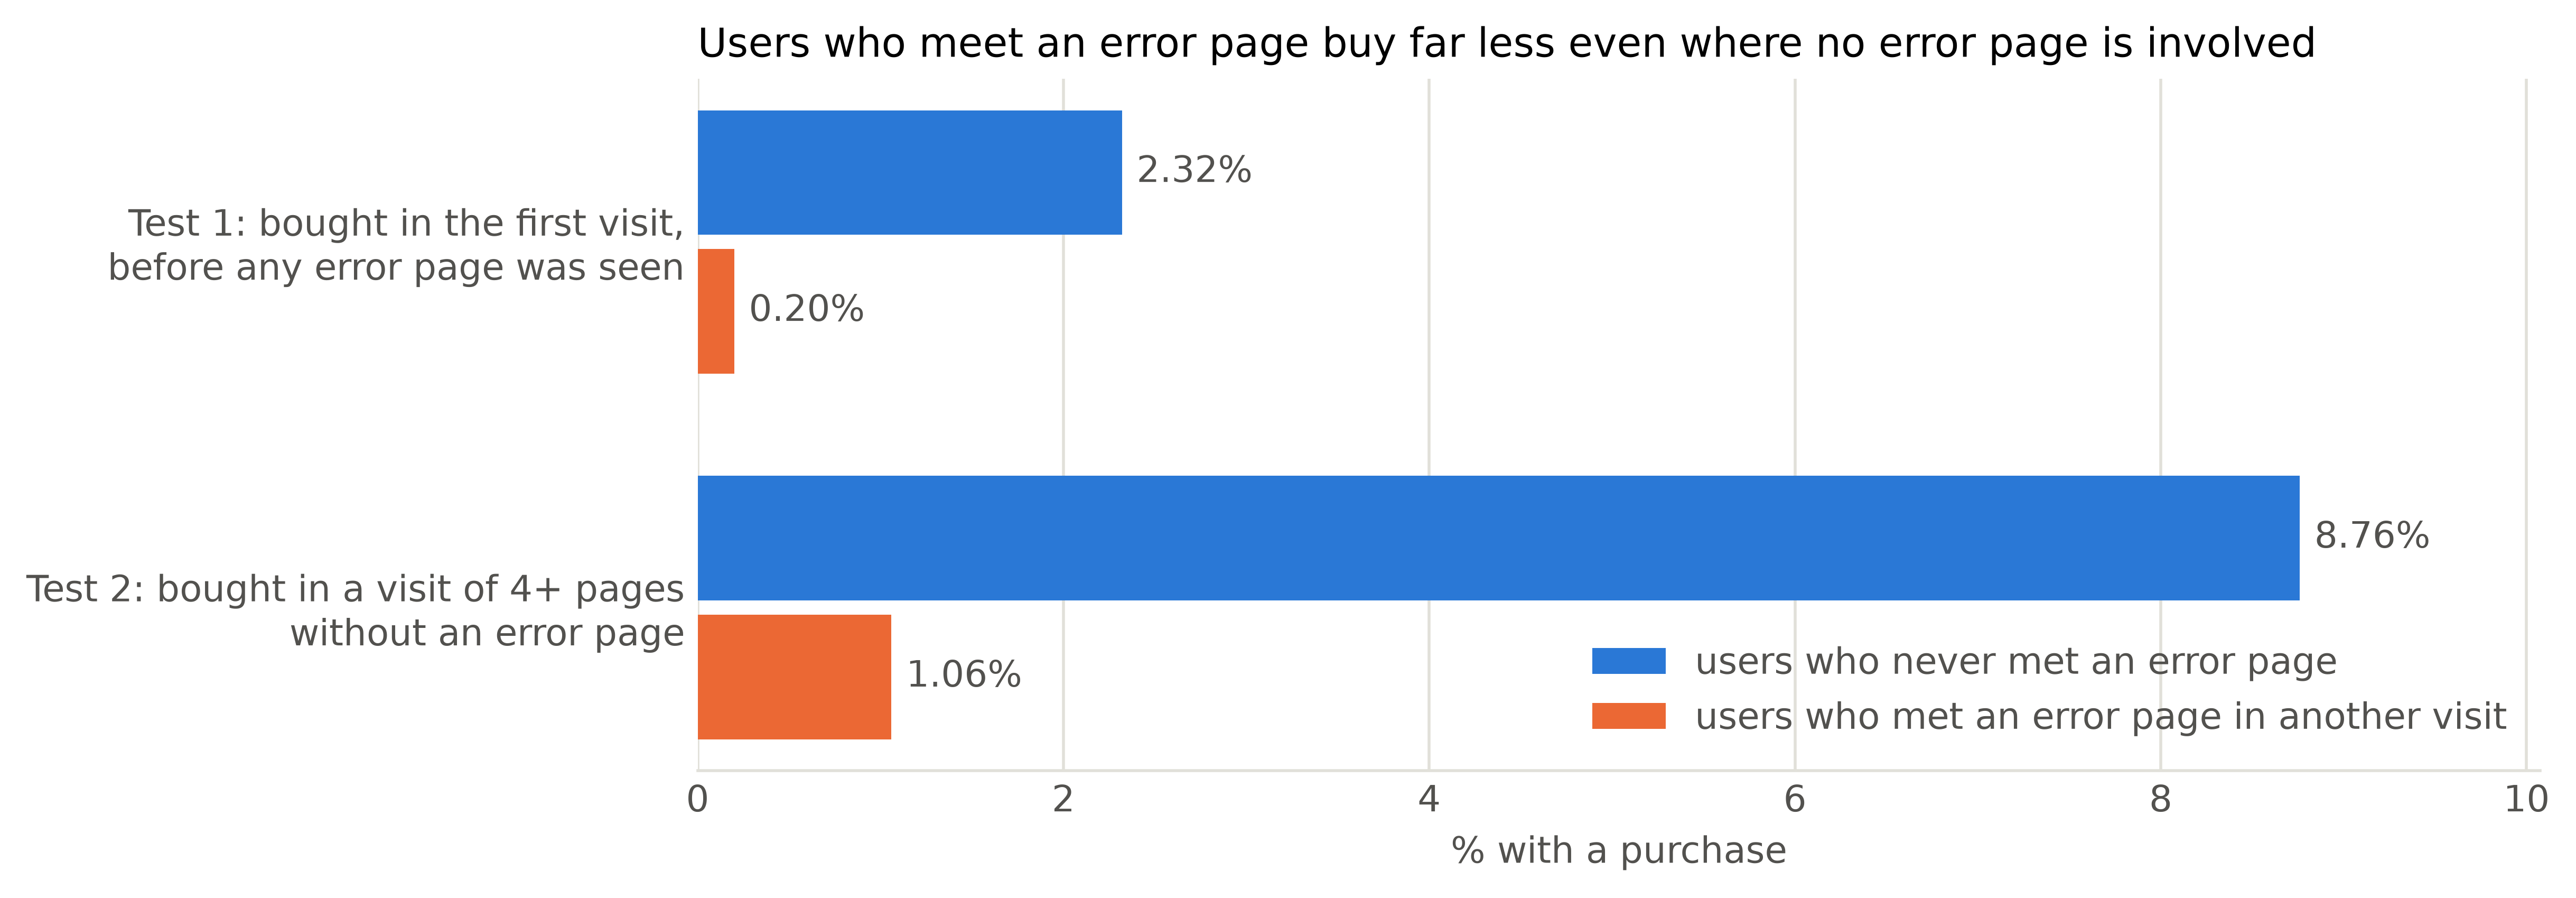 Users who meet an error page buy far less even where no error page is involved
Test 1: bought in the first visit,
before any error page was seen
2.32%
0.20%
Test 2: bought in a visit of 4+ pages
without an error page
8.76%
1.06%
users who never met an error page
users who met an error page in another visit
0 2 4 6 8 10
% with a purchase